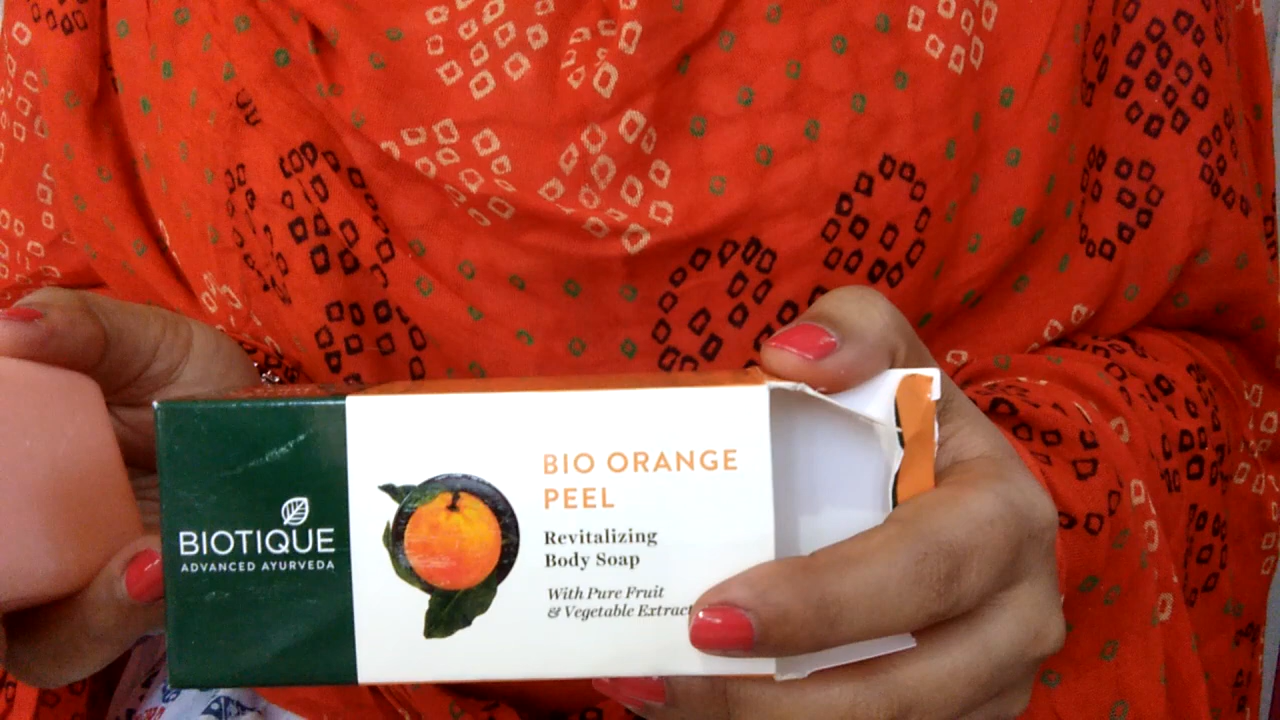 BIOTIQUE
ADVANCED AYURVEDA
BIO ORANGE
PEEL
Revitalizing
Body Soap
With Pure Fruit
& Vegetable Extract